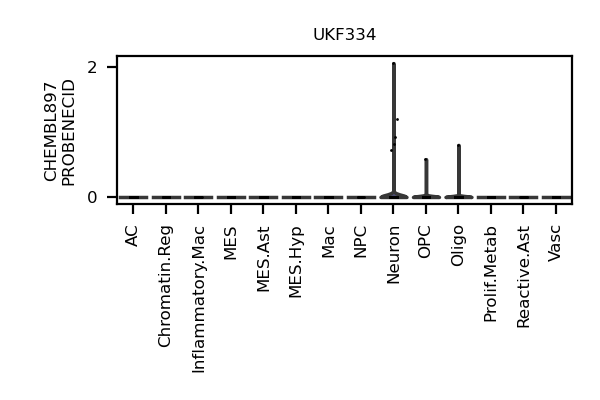 UKF334
CHEMBL897
PROBENECID
2
0
AC
Chromatin.Reg
Inflammatory.Mac
MES
MES.Ast
MES.Hyp
Mac
NPC
Neuron
OPC
Oligo
Prolif.Metab
Reactive.Ast
Vasc